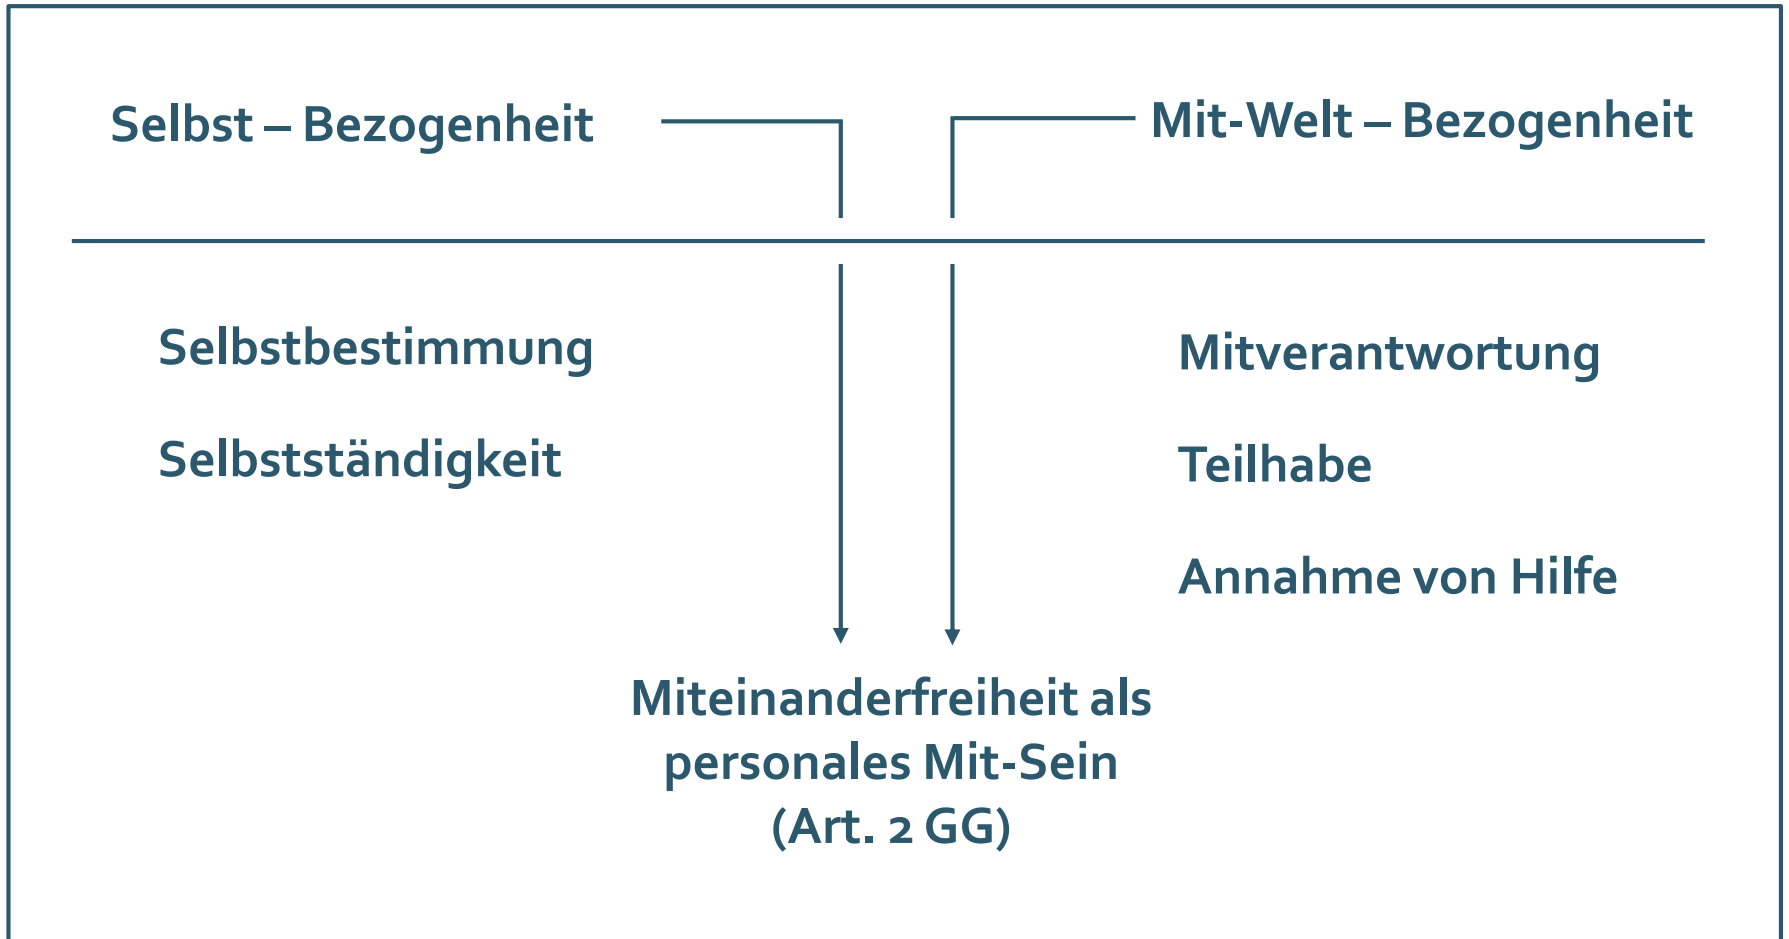 Selbst – Bezogenheit
Mit-Welt – Bezogenheit
Selbstbestimmung
Selbstständigkeit
Mitverantwortung
Teilhabe
Annahme von Hilfe
Miteinanderfreiheit als
personales Mit-Sein
(Art. 2 GG)